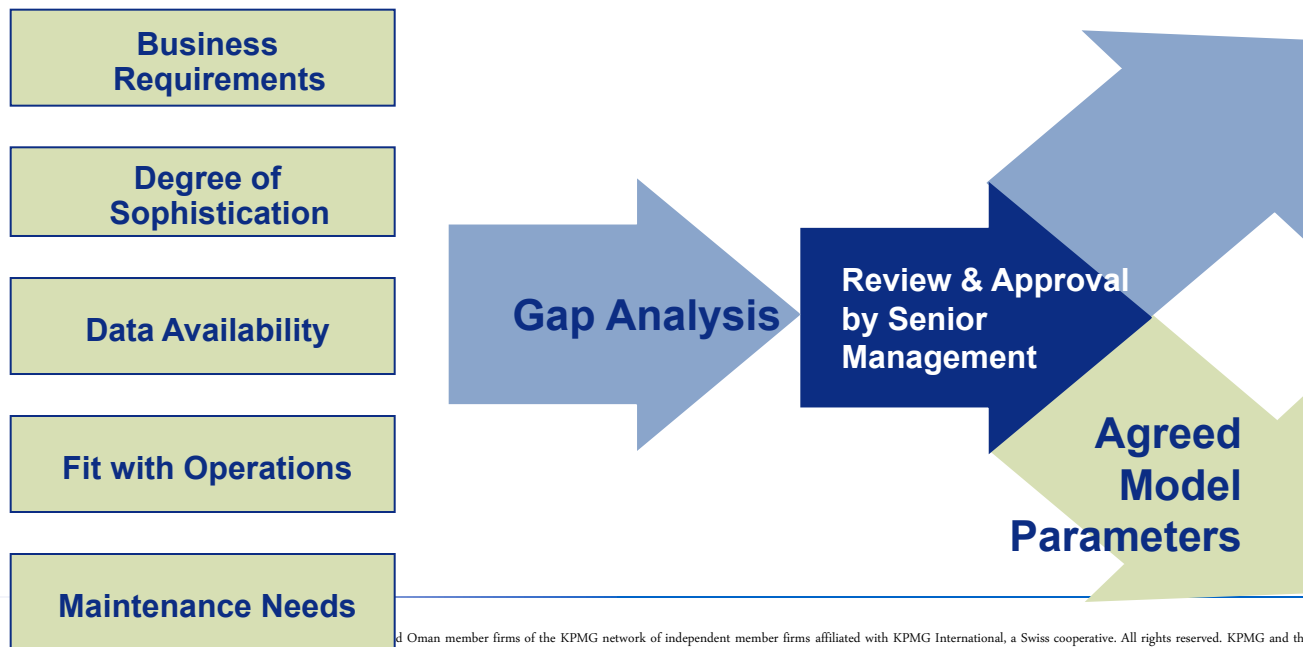 Business
Requirements
Degree of
Sophistication
Data Availability
Fit with Operations
Maintenance Needs
Gap Analysis
Review & Approval
by Senior
Management
Agreed
Model
Parameters
d Oman member firms of the KPMG network of independent member firms affiliated with KPMG International, a Swiss cooperative. All rights reserved. KPMG and th